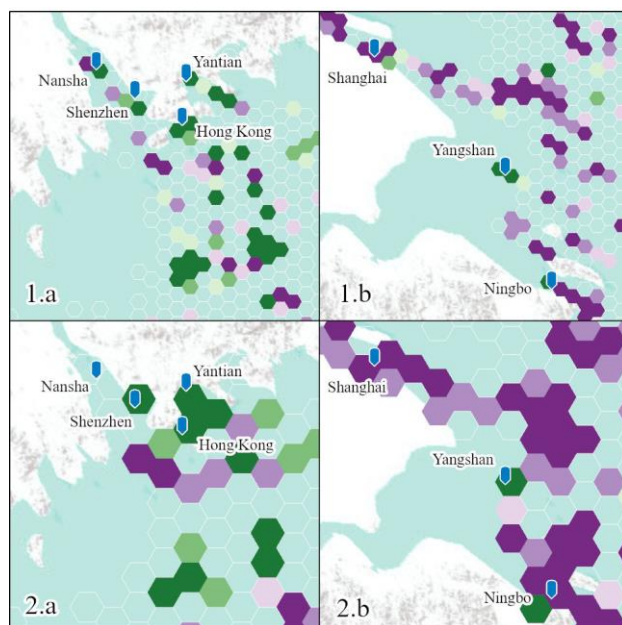 Nansha
Yantian
Shenzhen
Hong Kong
1.a
Shanghai
Yangshan
Ningbo
1.b
Nansha
Yantian
Shenzhen
Hong Kong
2.a
Shanghai
Yangshan
Ningbo
2.b